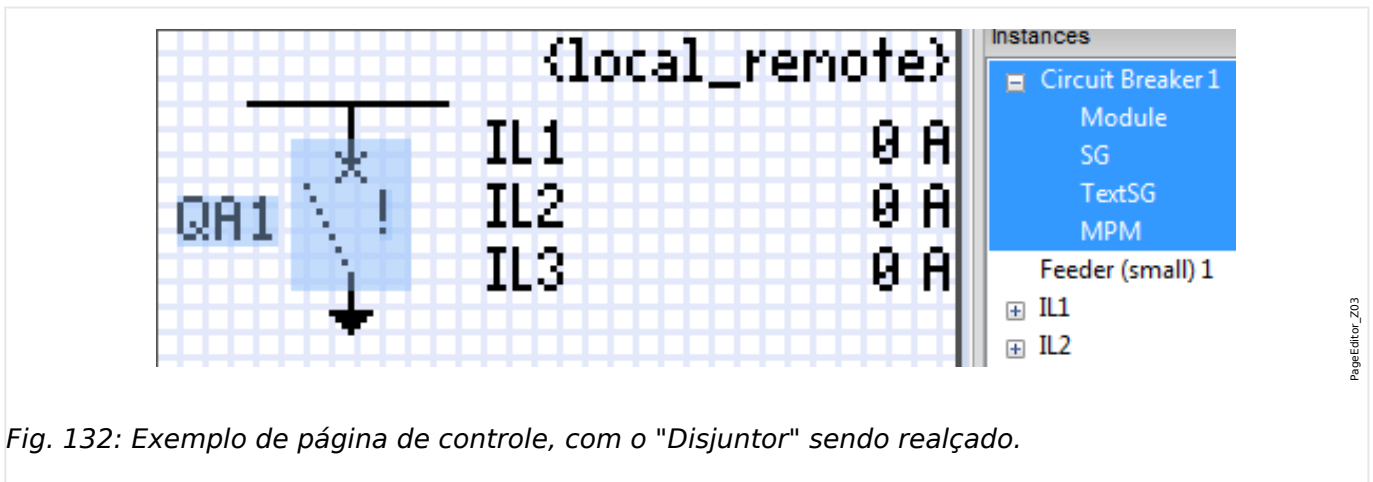 {local_remote}
IL1 0 A
QA1 ! IL2 0 A
IL3 0 A
Instances
Circuit Breaker 1
Module
SG
TextSG
MPM
Feeder (small) 1
IL1
IL2
PageEditor_Z03
Fig. 132: Exemplo de página de controle, com o "Disjuntor" sendo realçado.